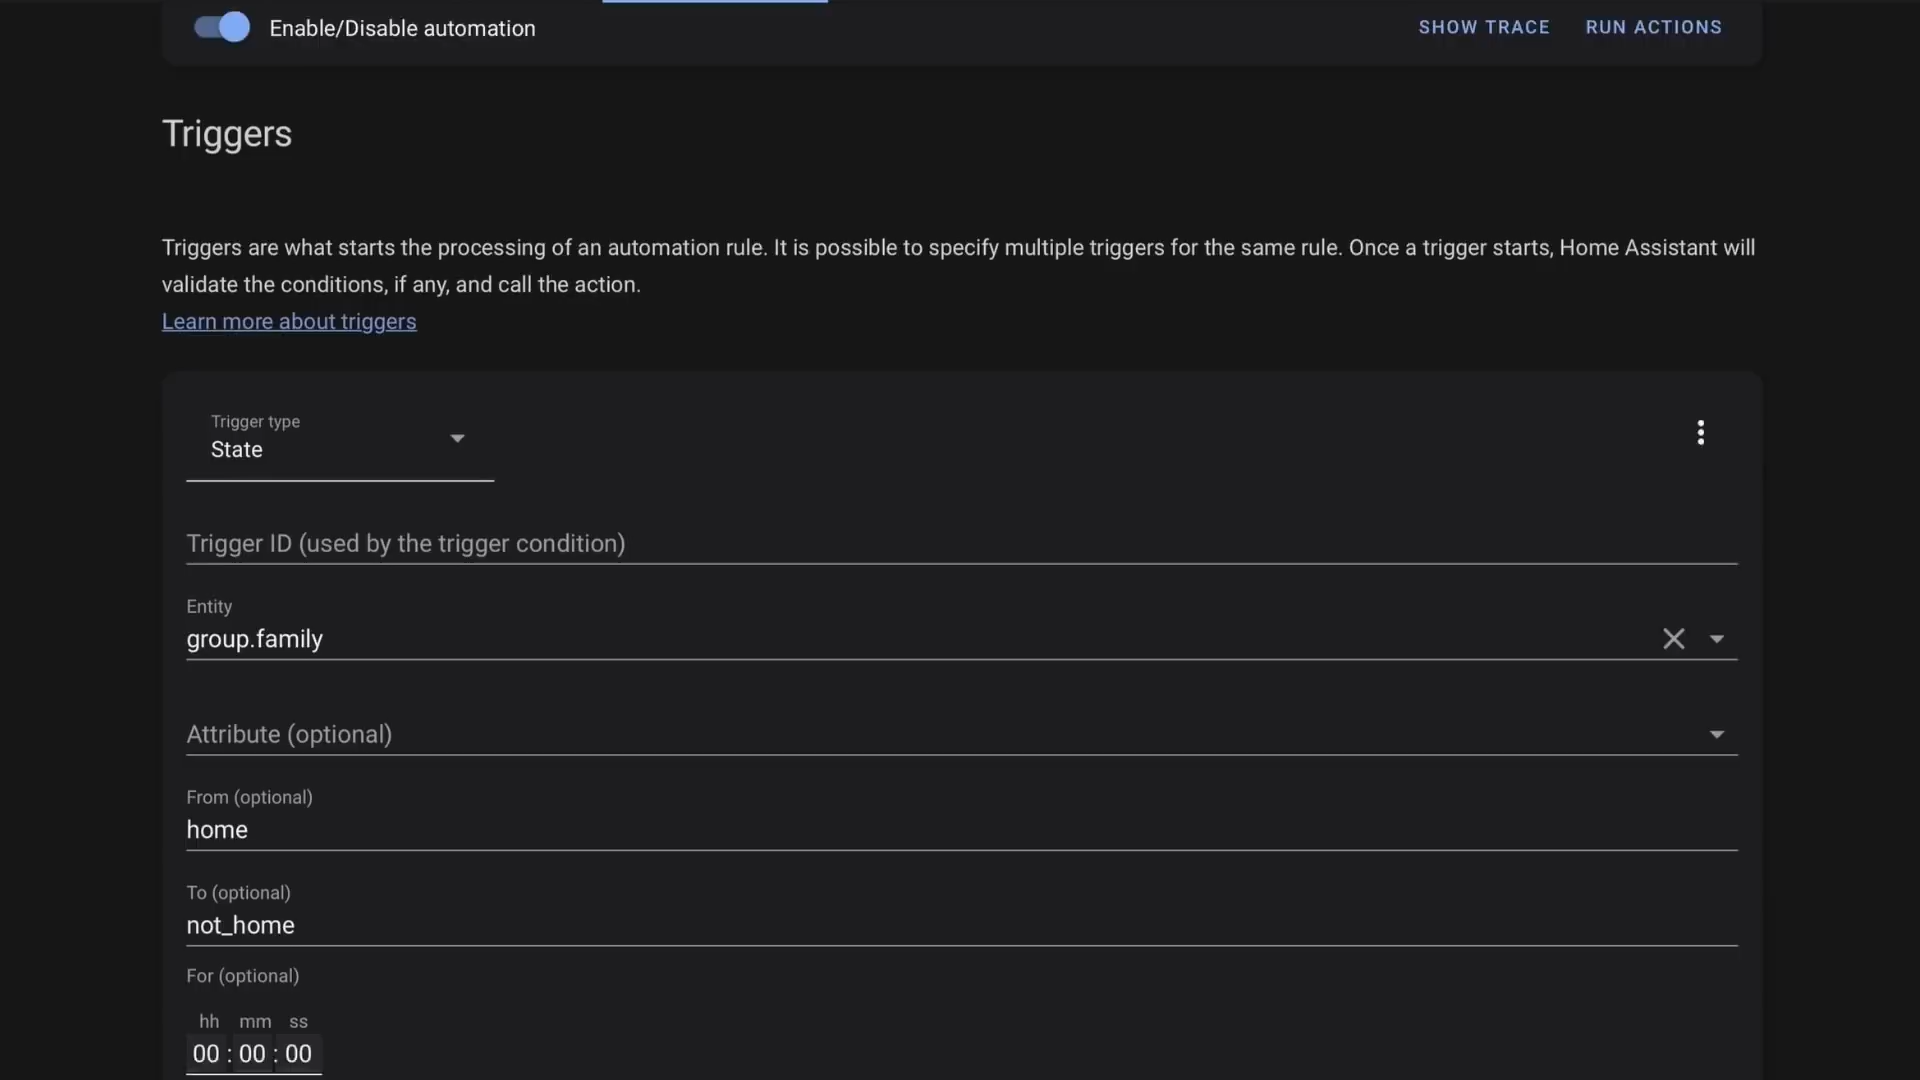 Enable/Disable automation
SHOW TRACE
RUN ACTIONS
Triggers
Triggers are what starts the processing of an automation rule. It is possible to specify multiple triggers for the same rule. Once a trigger starts, Home Assistant will
validate the conditions, if any, and call the action.
Learn more about triggers
Trigger type
State
Trigger ID (used by the trigger condition)
Entity
group.family
Attribute (optional)
From (optional)
home
To (optional)
not_home
For (optional)
hh mm ss
00 : 00 : 00